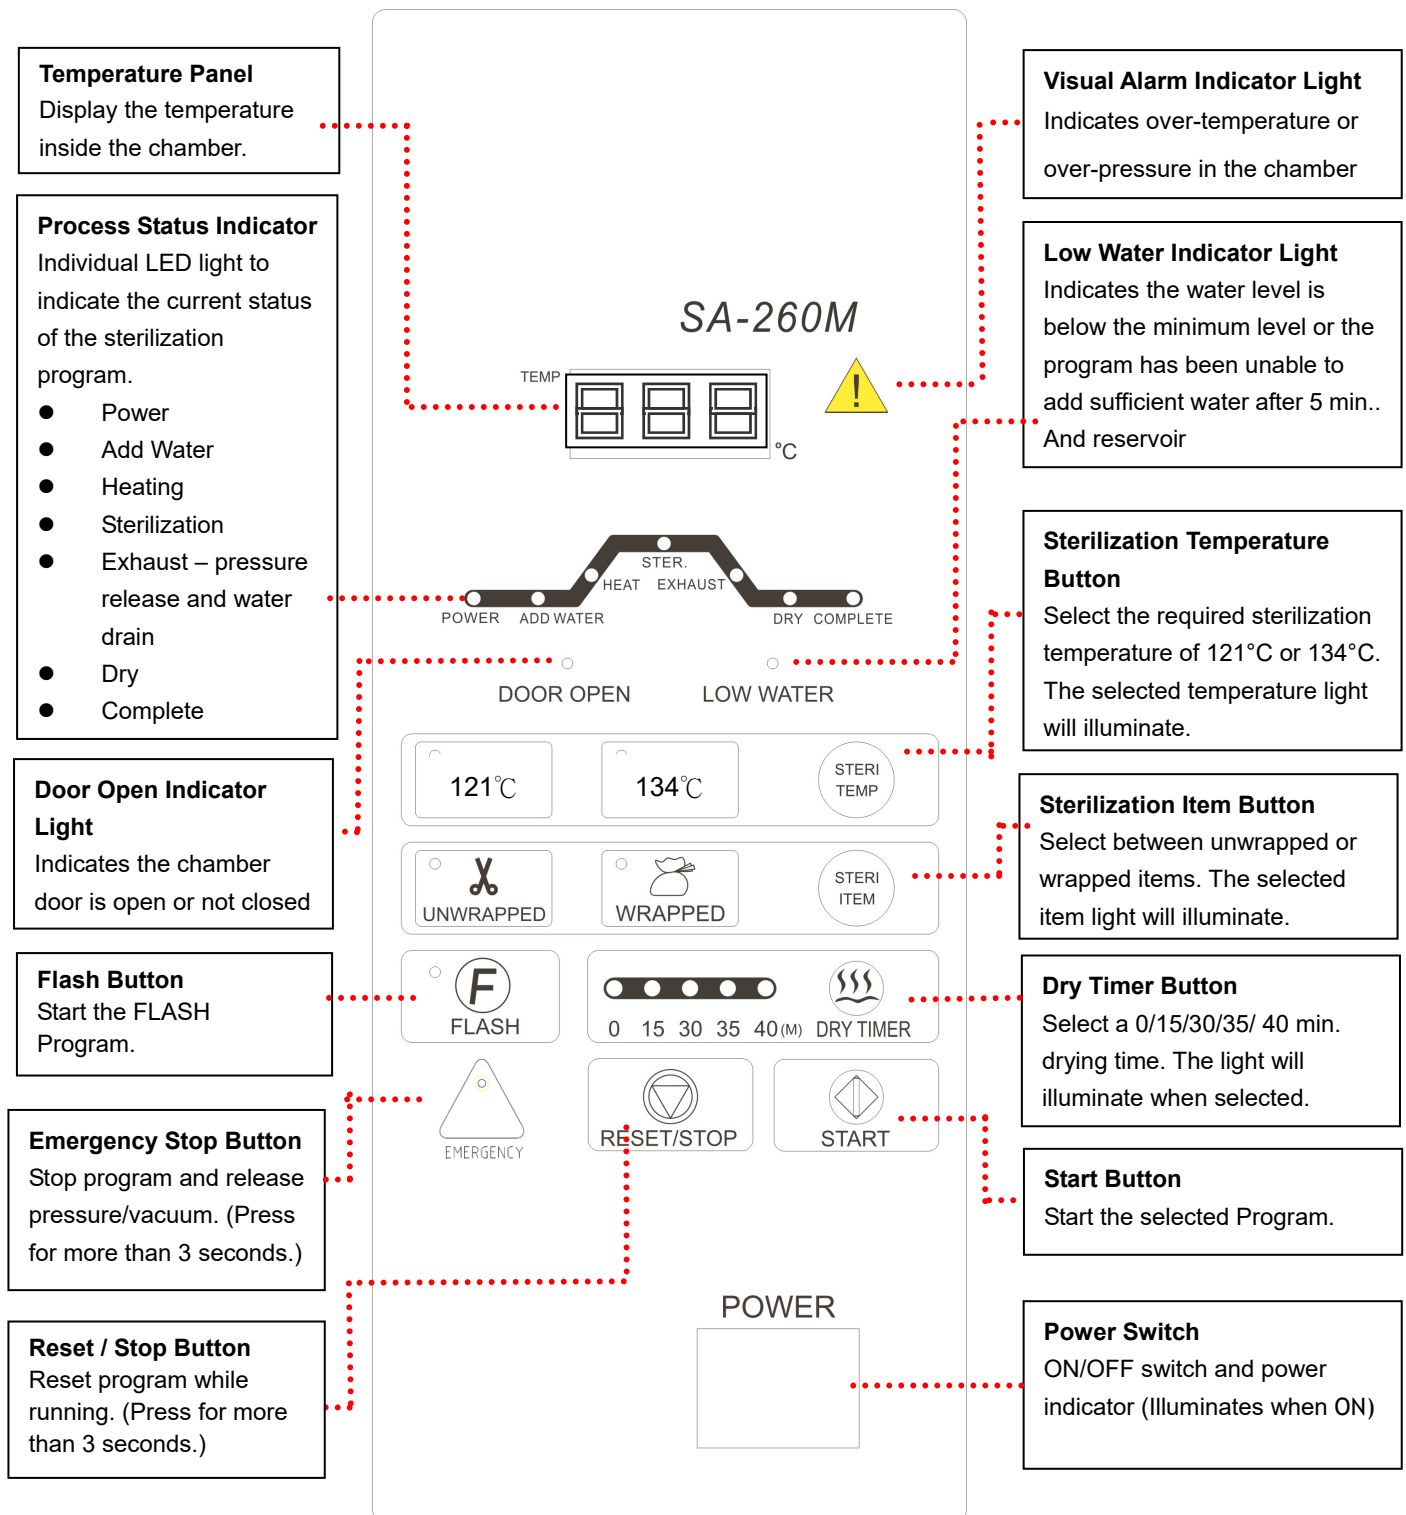 Temperature Panel
Display the temperature
inside the chamber.
Process Status Indicator
Individual LED light to
indicate the current status
of the sterilization
program.
● Power
● Add Water
● Heating
● Sterilization
● Exhaust – pressure
release and water
drain
● Dry
● Complete
Door Open Indicator
Light
Indicates the chamber
door is open or not closed
Flash Button
Start the FLASH
Program.
Emergency Stop Button
Stop program and release
pressure/vacuum. (Press
for more than 3 seconds.)
Reset / Stop Button
Reset program while
running. (Press for more
than 3 seconds.)
SA-260M
TEMP
888
°C
!
STER.
HEAT EXHAUST
POWER ADD WATER DRY COMPLETE
DOOR OPEN LOW WATER
121℃ 134℃ STERI
TEMP
UNWRAPPED WRAPPED STERI
ITEM
F
FLASH
0 15 30 35 40(M) DRY TIMER
EMERGENCY
RESET/STOP START
POWER
Visual Alarm Indicator Light
Indicates over-temperature or
over-pressure in the chamber
Low Water Indicator Light
Indicates the water level is
below the minimum level or the
program has been unable to
add sufficient water after 5 min..
And reservoir
Sterilization Temperature
Button
Select the required sterilization
temperature of 121°C or 134°C.
The selected temperature light
will illuminate.
Sterilization Item Button
Select between unwrapped or
wrapped items. The selected
item light will illuminate.
Dry Timer Button
Select a 0/15/30/35/ 40 min.
drying time. The light will
illuminate when selected.
Start Button
Start the selected Program.
Power Switch
ON/OFF switch and power
indicator (Illuminates when ON)